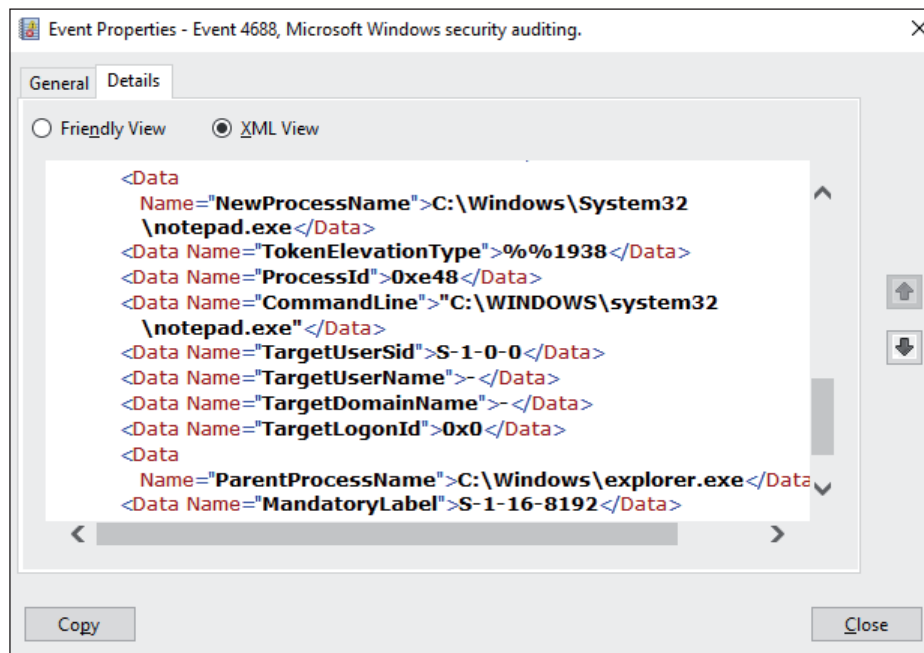 Event Properties - Event 4688, Microsoft Windows security auditing.
General Details
Friendly View XML View
<Data
Name="NewProcessName">C:\Windows\System32
\notepad.exe</Data>
<Data Name="TokenElevationType">%%1938</Data>
<Data Name="ProcessId">0xe48</Data>
<Data Name="CommandLine">"C:\WINDOWS\system32
\notepad.exe"</Data>
<Data Name="TargetUserSid">S-1-0-0</Data>
<Data Name="TargetUserName">-</Data>
<Data Name="TargetDomainName">-</Data>
<Data Name="TargetLogonId">0x0</Data>
<Data
Name="ParentProcessName">C:\Windows\explorer.exe</Data
<Data Name="MandatoryLabel">S-1-16-8192</Data>
Copy Close